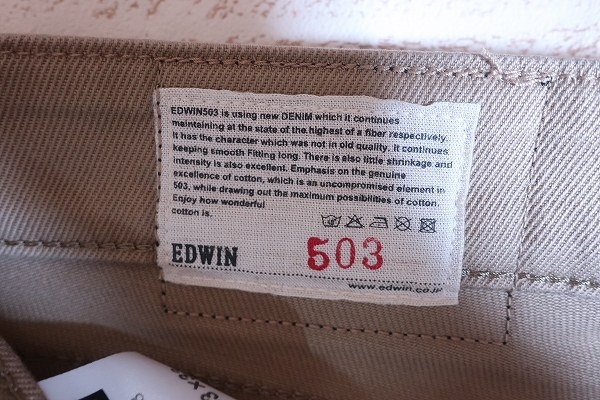 EDWIN503 is using new DENIM which it continues
maintaining at the state of the highest of a fiber respectively.
It has the character which was not in old quality. It continues
keeping smooth Fitting long. There is also little shrinkage and
intensity is also excellent. Emphasis on the genuine
excellence of cotton, which is an uncompromised element in
503, while drawing out the maximum possibilities of cotton.
Enjoy how wonderful
cotton is.
EDWIN 503
www.edwin.co.jp